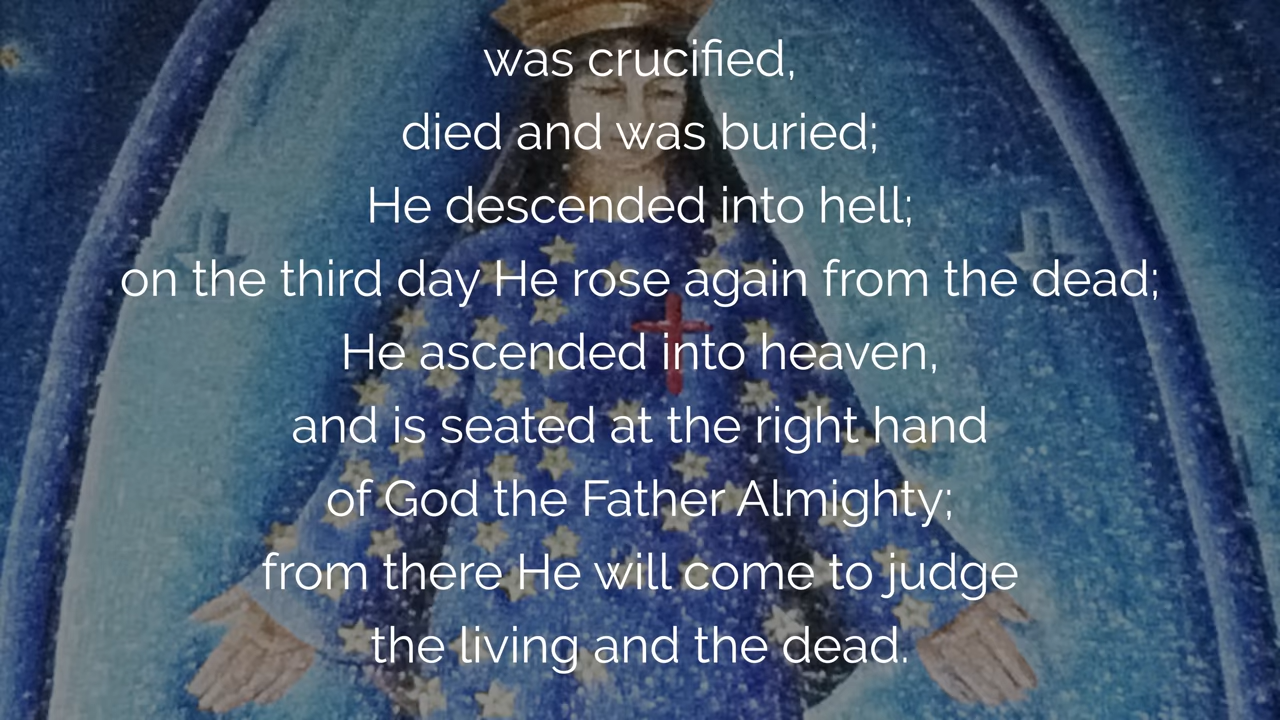 was crucified,
died and was buried;
He descended into hell;
on the third day He rose again from the dead;
He ascended into heaven,
and is seated at the right hand
of God the Father Almighty;
from there He will come to judge
the living and the dead.